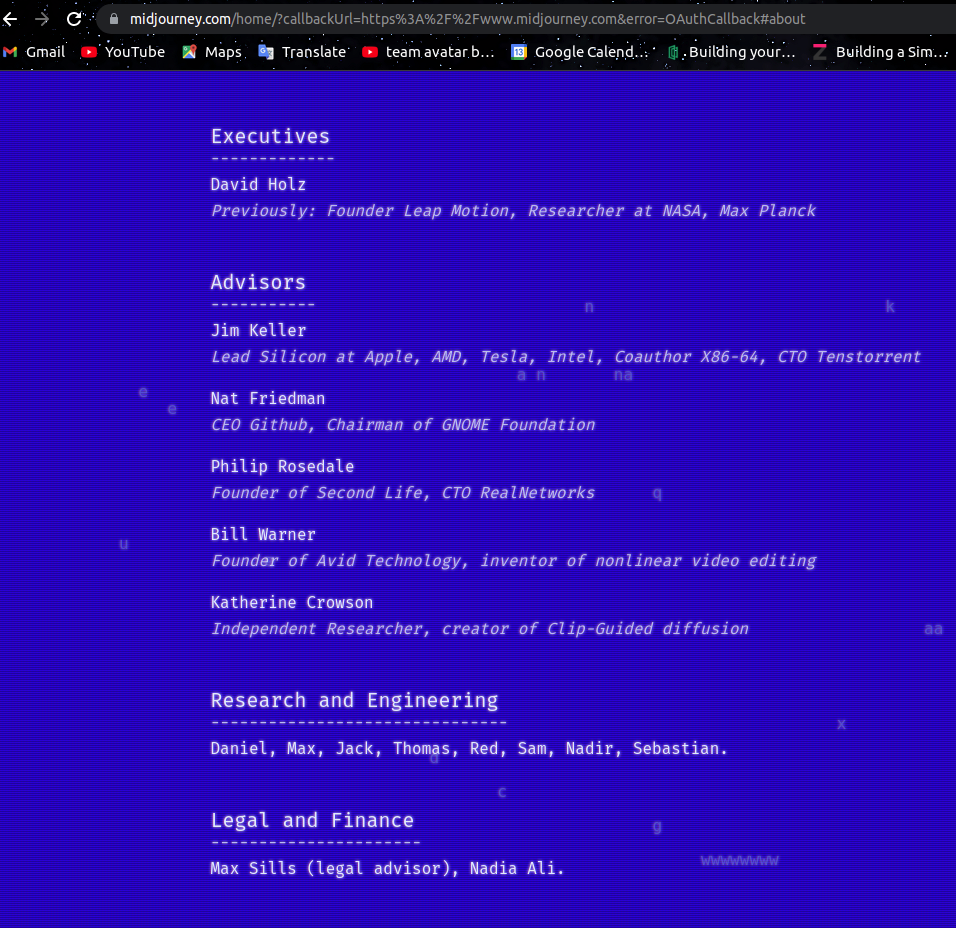 midjourney.com/home/?callbackUrl=https%3A%2F%2Fwww.midjourney.com&error=OAuthCallback#about
Gmail YouTube Maps Translate team avatar b... 13 Google Calend... Building your... Z Building a Sim...
Executives
-------------
David Holz
Previously: Founder Leap Motion, Researcher at NASA, Max Planck
Advisors
-----------
n k
Jim Keller
Lead Silicon at Apple, AMD, Tesla, Intel, Coauthor X86-64, CTO Tenstorrent
a n na
e
Nat Friedman
e
CEO Github, Chairman of GNOME Foundation
Philip Rosedale
Founder of Second Life, CTO RealNetworks q
Bill Warner
u
Founder of Avid Technology, inventor of nonlinear video editing
Katherine Crowson
Independent Researcher, creator of Clip-Guided diffusion aa
Research and Engineering
-------------------------------
x
Daniel, Max, Jack, Thomas, Red, Sam, Nadir, Sebastian.
d
c
Legal and Finance g
----------------------
wwwwwwww
Max Sills (legal advisor), Nadia Ali.